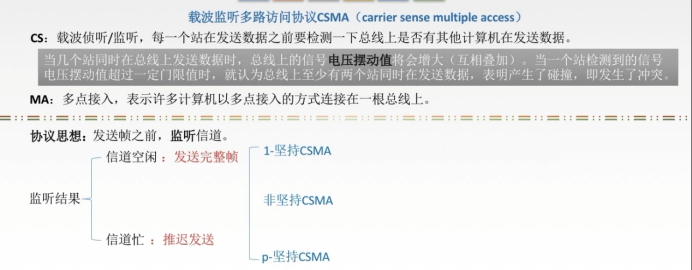 载波监听多路访问协议CSMA（carrier sense multiple access）
CS：载波侦听/监听，每一个站在发送数据之前要检测一下总线上是否有其他计算机在发送数据。
当几个站同时在总线上发送数据时，总线上的信号电压摆动值将会增大（互相叠加）。当一个站检测到的信号
电压摆动值超过一定门限值时，就认为总线上至少有两个站同时在发送数据，表明产生了碰撞，即发生了冲突。
MA：多点接入，表示许多计算机以多点接入的方式连接在一根总线上。
协议思想：发送帧之前，监听信道。
监听结果
信道空闲：发送完整帧
信道忙：推迟发送
1-坚持CSMA
非坚持CSMA
p-坚持CSMA